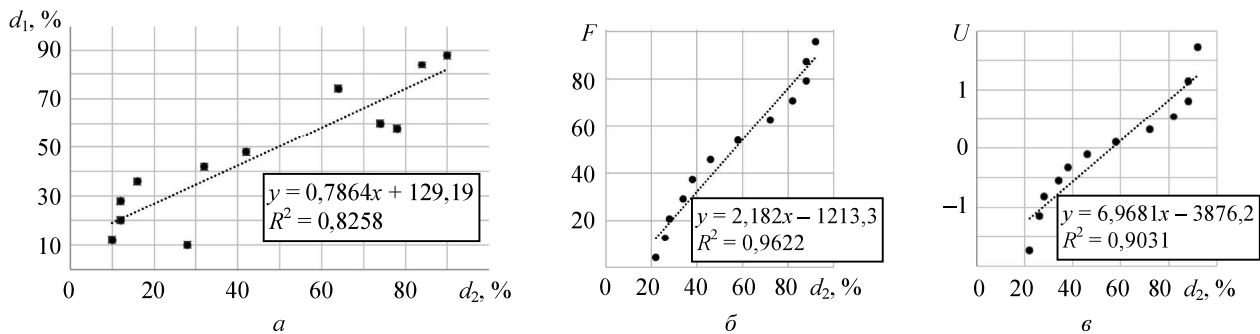 d₁, %
90
70
50
30
10
y = 0,7864x + 129,19
R² = 0,8258
0 20 40 60 80 d₂, %
а
F
80
60
40
20
y = 2,182x – 1213,3
R² = 0,9622
0 20 40 60 80 d₂, %
б
U
1
0
–1
y = 6,9681x – 3876,2
R² = 0,9031
0 20 40 60 80 d₂, %
в